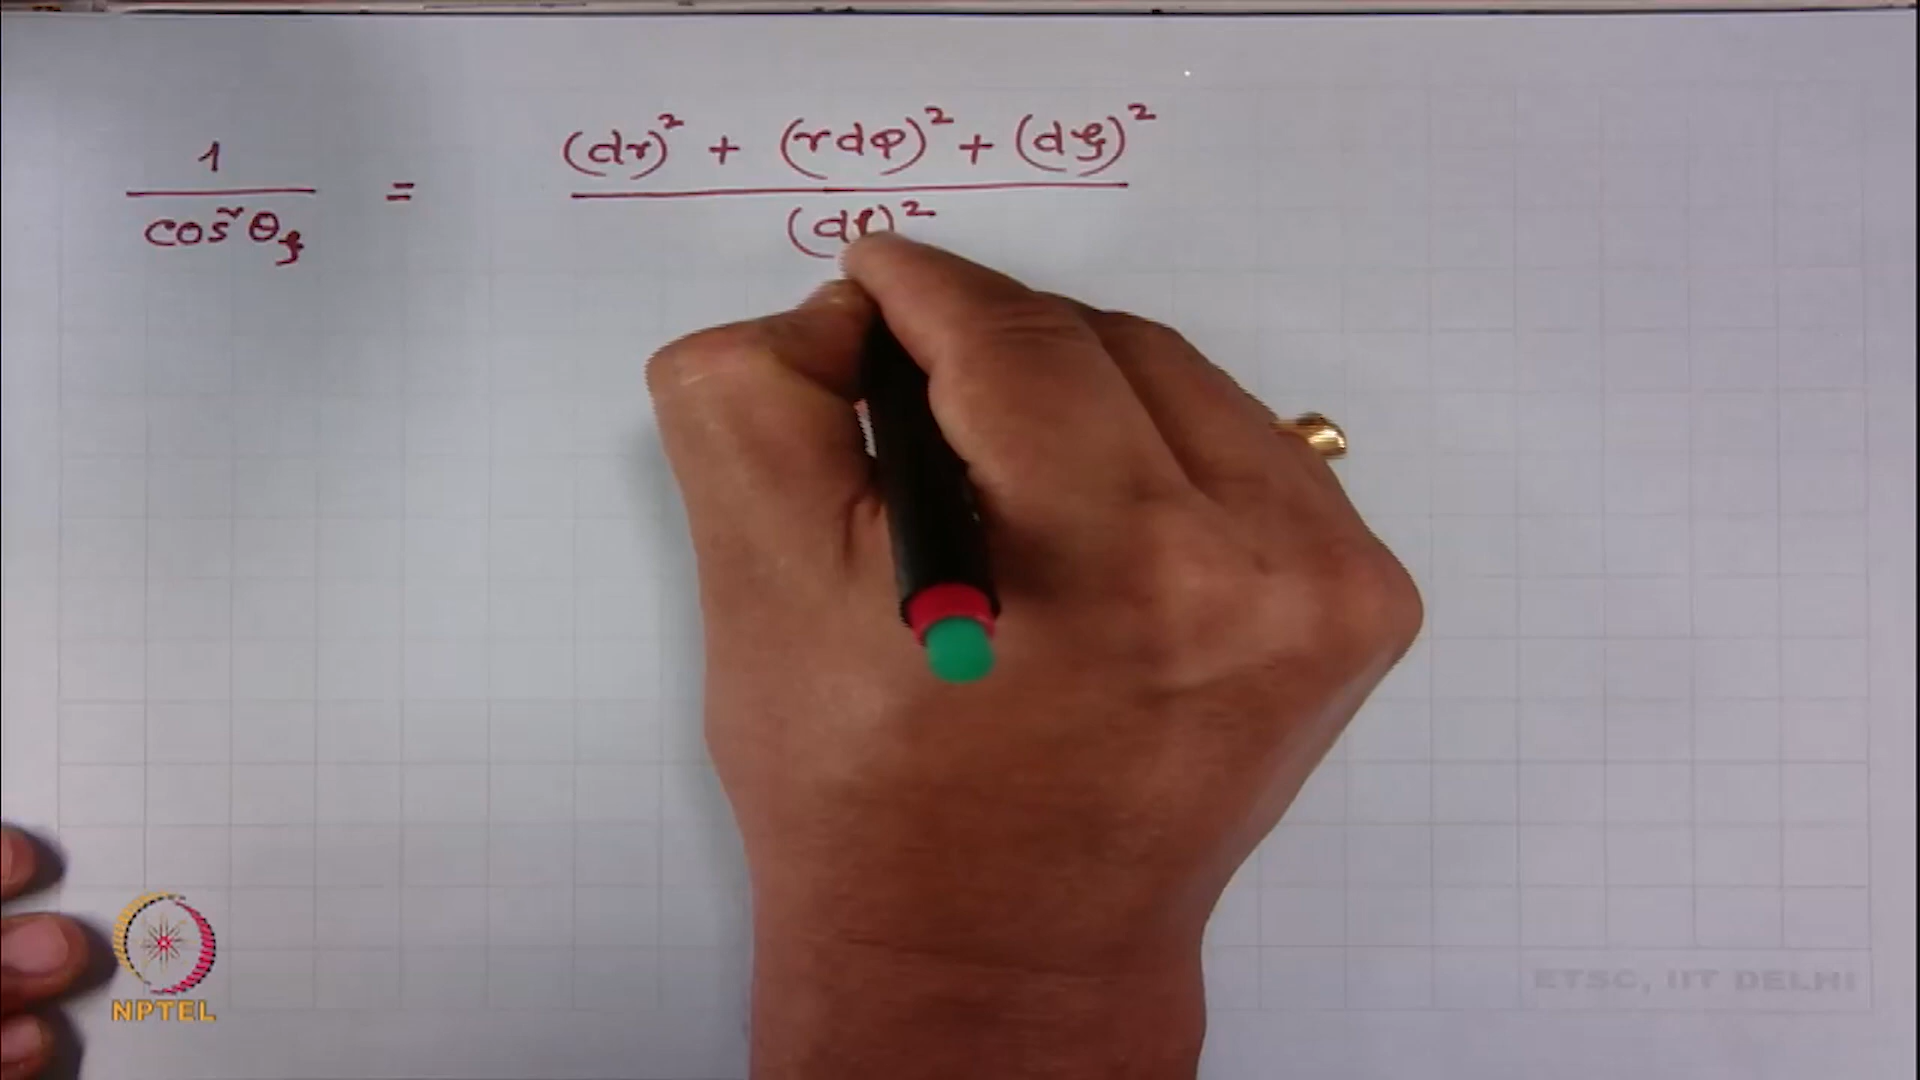 1 / cos²θ_z = ((dr)² + (rdφ)² + (dz)²) / (dz)²
NPTEL
ETSC, IIT DELHI